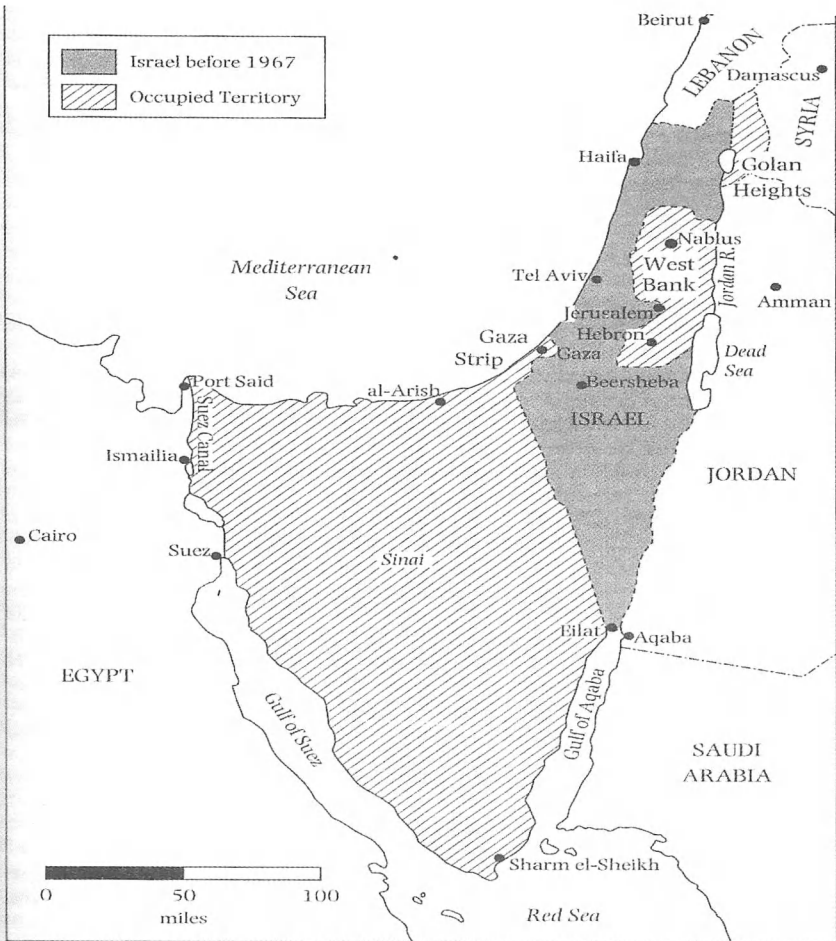 Beirut
Israel before 1967
Occupied Territory
LEBANON
Damascus
SYRIA
Haifa
Golan
Heights
Nablus
Mediterranean
Sea
Tel Aviv
West
Bank
Jordan R.
Amman
Jerusalem
Gaza
Strip
Hebron
Gaza
Dead
Sea
Port Said
al-Arish
Beersheba
Suez Canal
ISRAEL
Ismailia
JORDAN
Cairo
Suez
Sinai
Eilat
Aqaba
EGYPT
Gulf of Suez
Gulf of Aqaba
SAUDI
ARABIA
Sharm el-Sheikh
0 50 100
miles
Red Sea